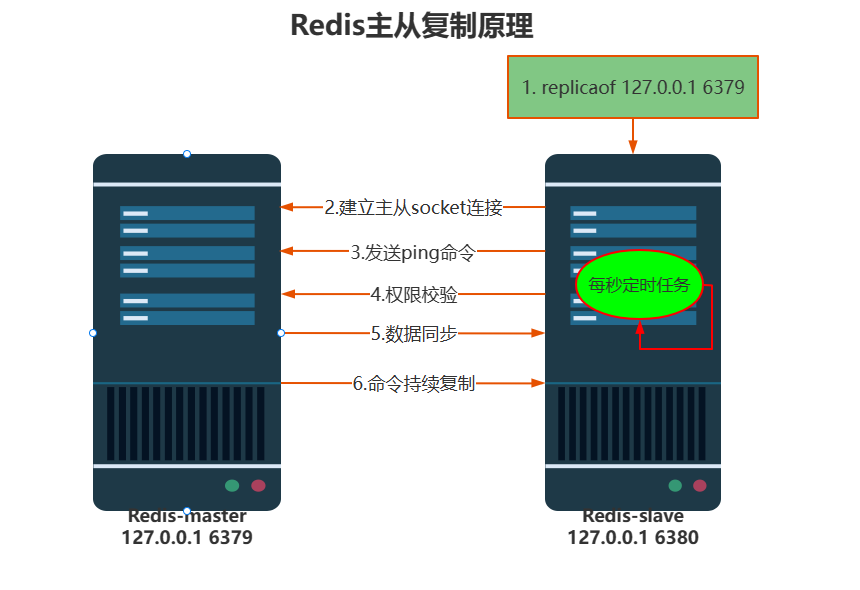 Redis主从复制原理
1. replicaof 127.0.0.1 6379
2.建立主从socket连接
3.发送ping命令
每秒定时任务
4.权限校验
5.数据同步
6.命令持续复制
Redis-master
127.0.0.1 6379
Redis-slave
127.0.0.1 6380